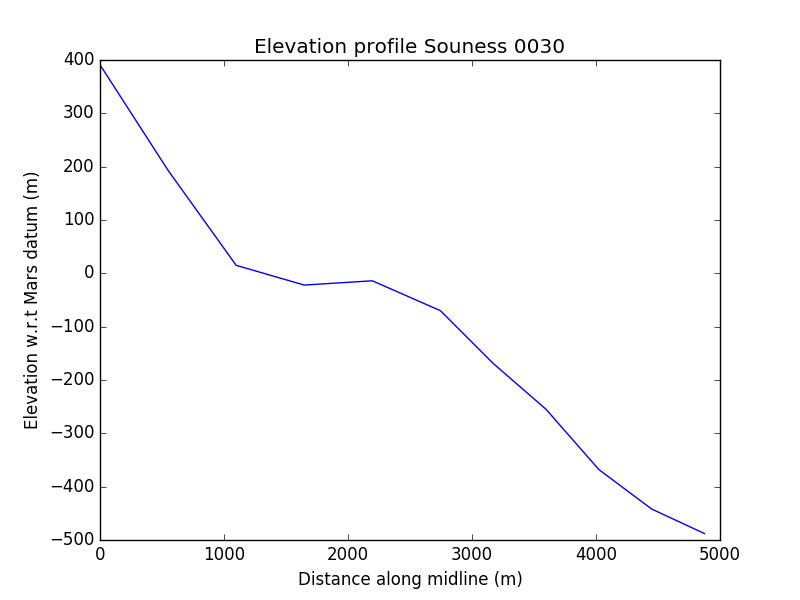 Elevation profile Souness 0030
400
300
200
100
0
−100
−200
−300
−400
−500
Elevation w.r.t Mars datum (m)
0 1000 2000 3000 4000 5000
Distance along midline (m)